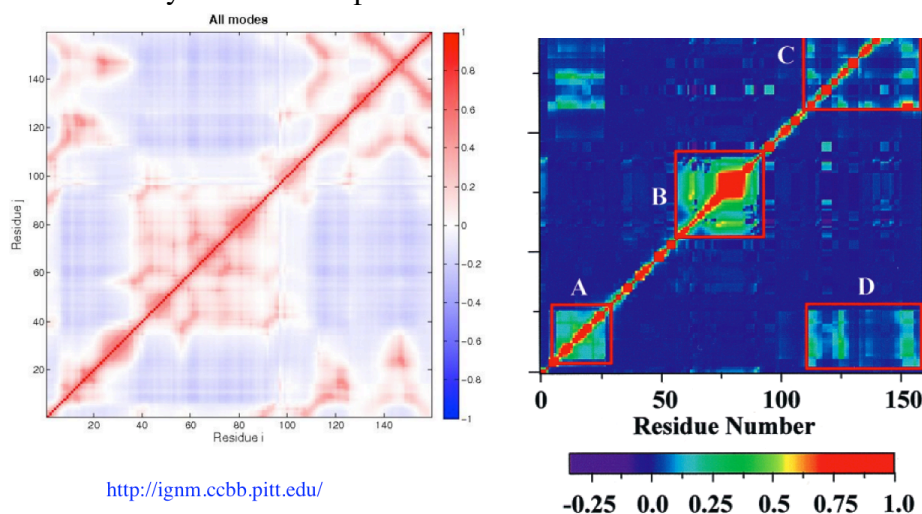 All modes
140
120
100
80
60
40
20
Residue j
20 40 60 80 100 120 140
Residue i
1
0.8
0.6
0.4
0.2
0
-0.2
-0.4
-0.6
-0.8
-1
C
B
A
D
0 50 100 150
Residue Number
-0.25 0.0 0.25 0.5 0.75 1.0
http://ignm.ccbb.pitt.edu/